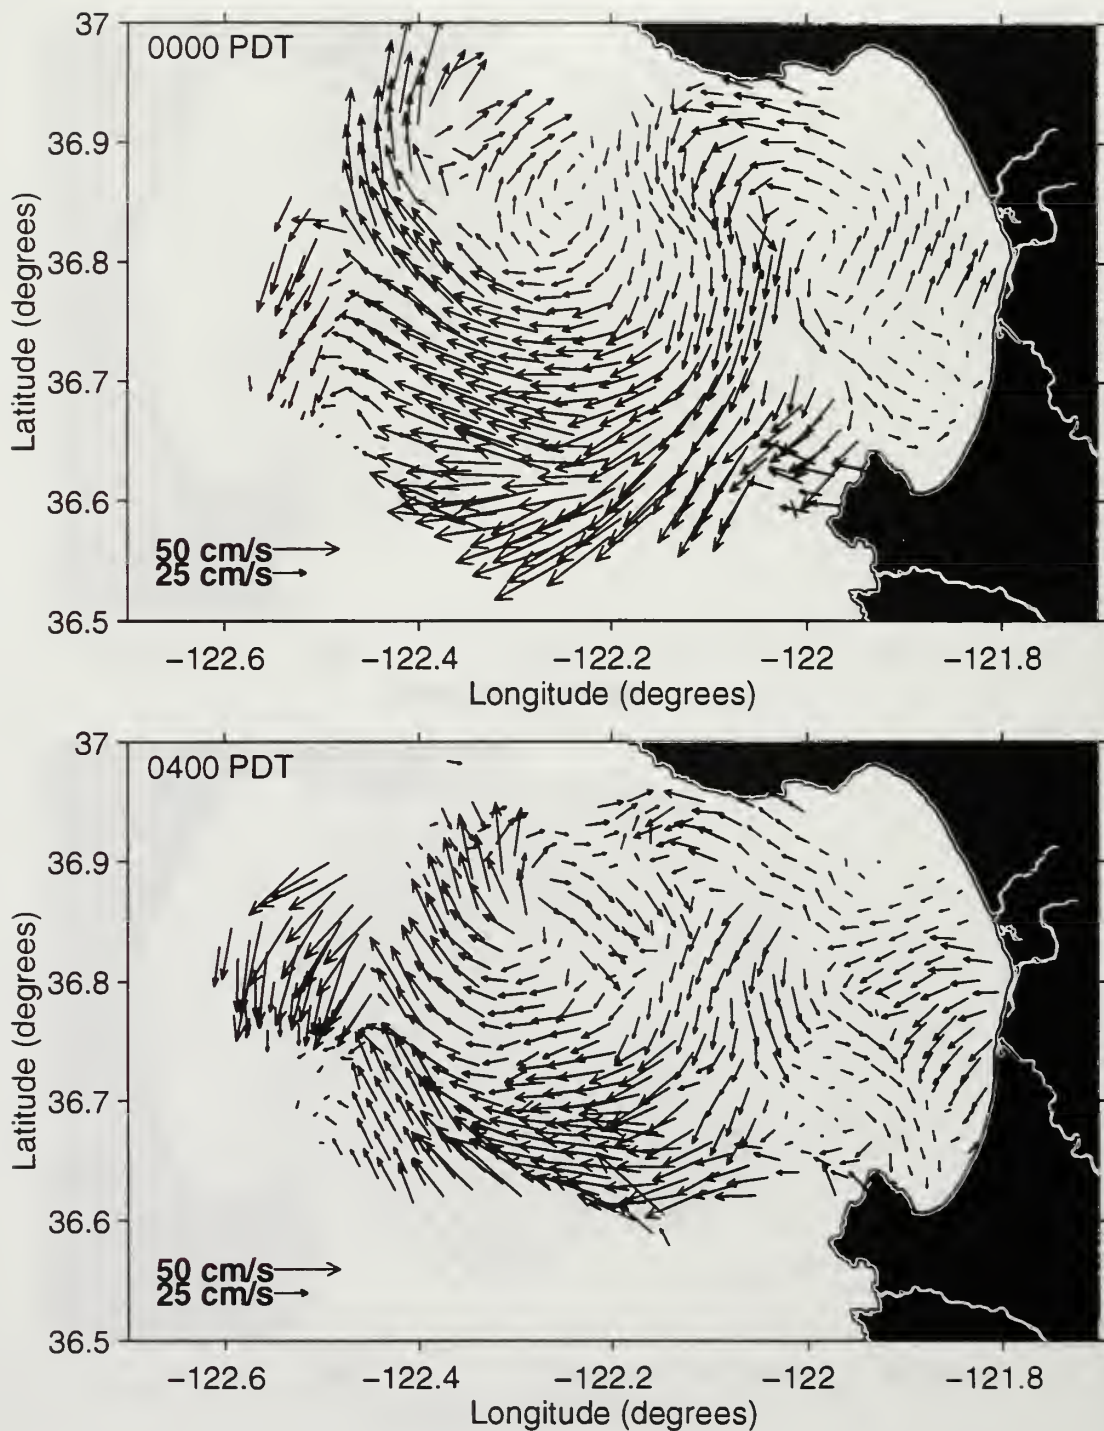 37
0000 PDT
36.9
36.8
36.7
36.6
36.5
Latitude (degrees)
50 cm/s
25 cm/s
−122.6 −122.4 −122.2 −122 −121.8
Longitude (degrees)
37
0400 PDT
36.9
36.8
36.7
36.6
36.5
Latitude (degrees)
50 cm/s
25 cm/s
−122.6 −122.4 −122.2 −122 −121.8
Longitude (degrees)